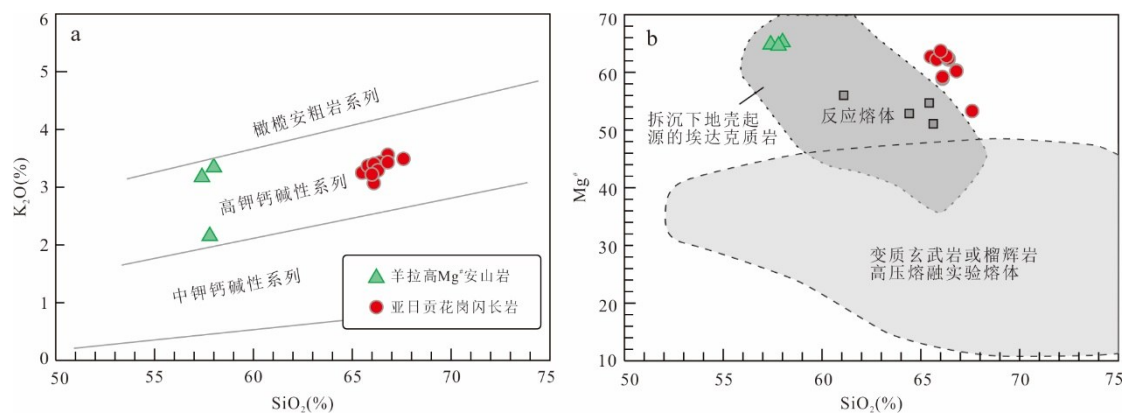 a
6
5
4
3
2
1
0
K₂O(%)
橄榄安粗岩系列
高钾钙碱性系列
中钾钙碱性系列
羊拉高Mg#安山岩
亚日贡花岗闪长岩
50 55 60 65 70 75
SiO₂(%)
b
70
60
50
40
30
20
10
Mg#
拆沉下地壳起
源的埃达克质岩
反应熔体
变质玄武岩或榴辉岩
高压熔融实验熔体
50 55 60 65 70 75
SiO₂(%)